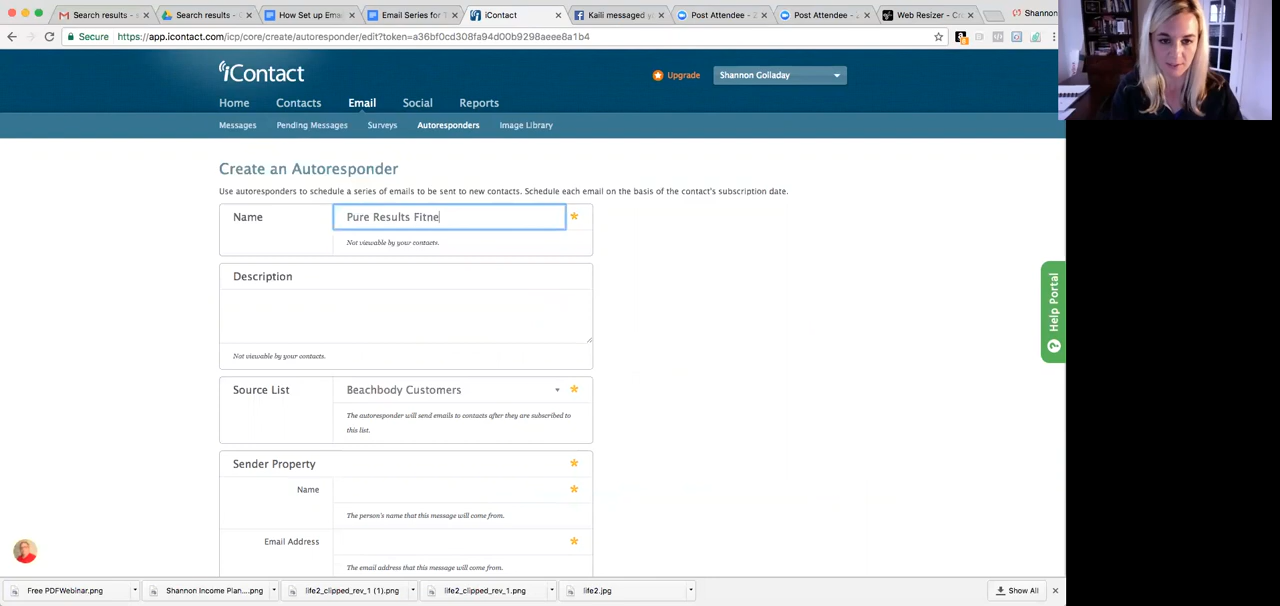 Search results - 
Search results - 
How Set up Ema
Email Series for 
iContact
Kaili messaged y
Post Attendee - Z
Post Attendee - Z
Web Resizer - Cr
Shannon
Secure
https://app.icontact.com/icp/core/create/autoresponder/edit?token=a36bf0cd308fa94d00b9298aeee8a1b4
iContact
Upgrade
Shannon Golladay
Home Contacts Email Social Reports
Messages Pending Messages Surveys Autoresponders Image Library
Create an Autoresponder
Use autoresponders to schedule a series of emails to be sent to new contacts. Schedule each email on the basis of the contact's subscription date.
Name
Pure Results Fitne
Not viewable by your contacts.
Description
Not viewable by your contacts.
Source List
Beachbody Customers
The autoresponder will send emails to contacts after they are subscribed to
this list.
Sender Property
Name
The person's name that this message will come from.
Email Address
The email address that this message will come from.
Help Portal
Free PDFWebinar.png
Shannon Income Plan....png
life2_clipped_rev_1 (1).png
life2_clipped_rev_1.png
life2.jpg
Show All